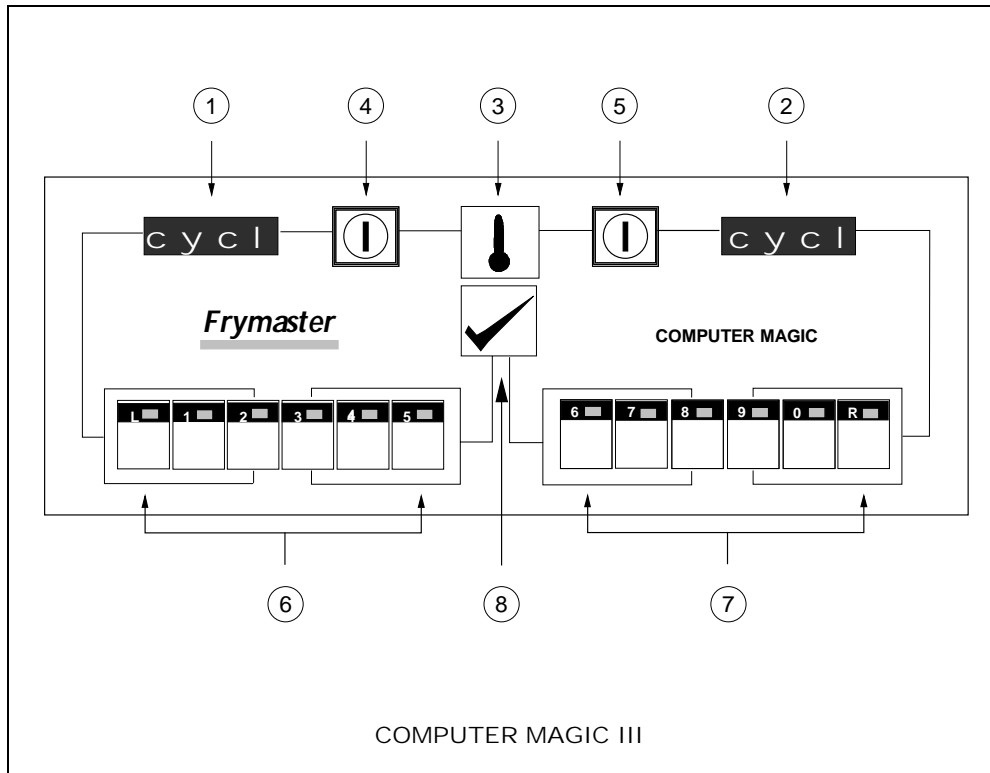 1 4 3 5 2
cycl cycl
Frymaster
COMPUTER MAGIC
L 1 2 3 4 5 6 7 8 9 0 R
6 8 7
COMPUTER MAGIC III